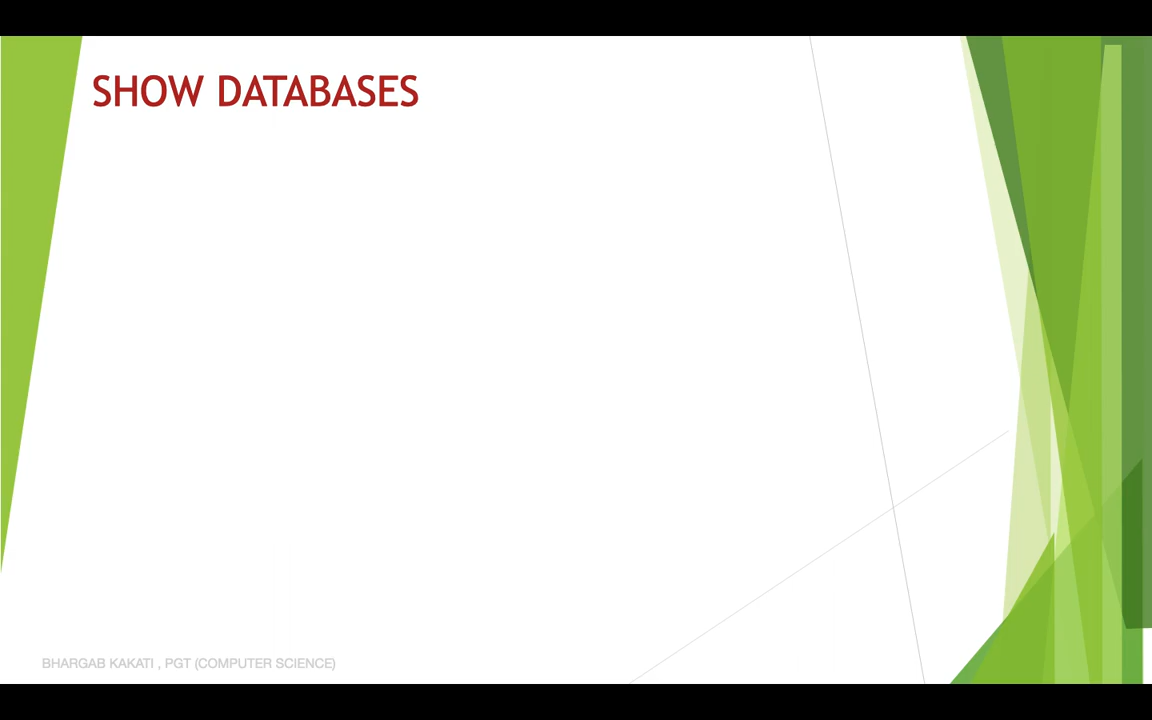 SHOW DATABASES
BHARGAB KAKATI , PGT (COMPUTER SCIENCE)